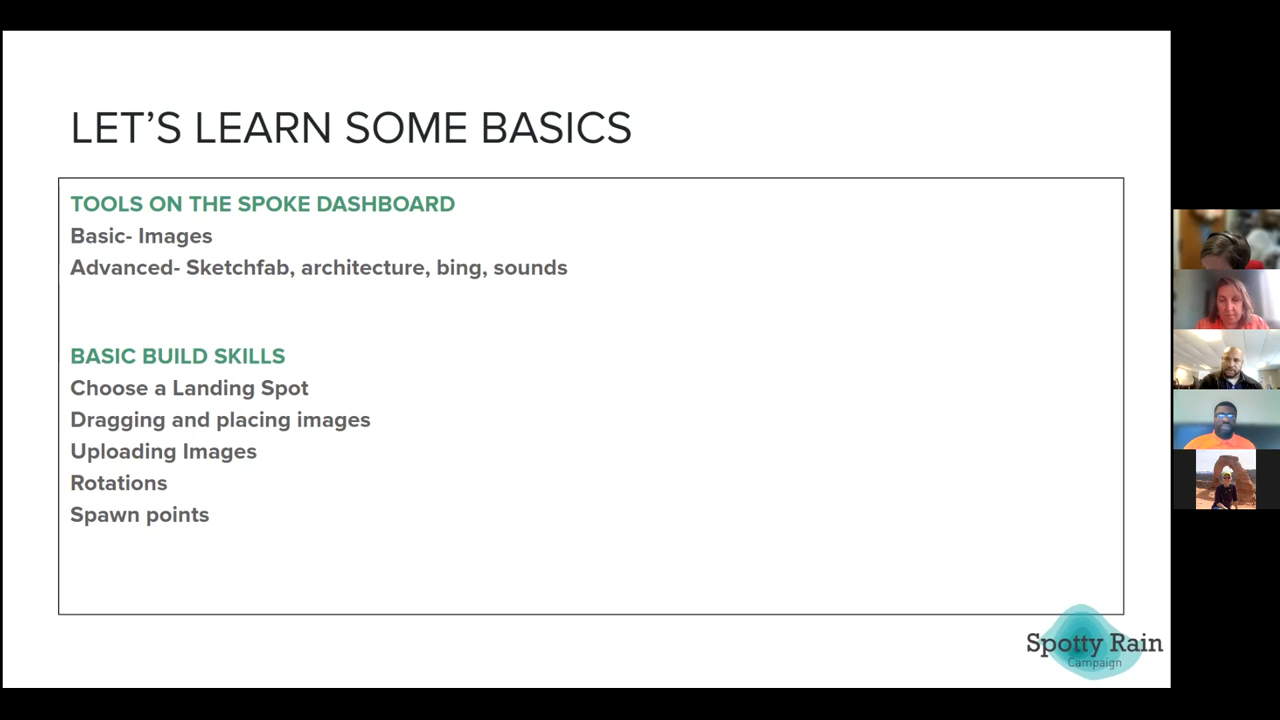 LET’S LEARN SOME BASICS
TOOLS ON THE SPOKE DASHBOARD
Basic- Images
Advanced- Sketchfab, architecture, bing, sounds
BASIC BUILD SKILLS
Choose a Landing Spot
Dragging and placing images
Uploading Images
Rotations
Spawn points
Spotty Rain
Campaign